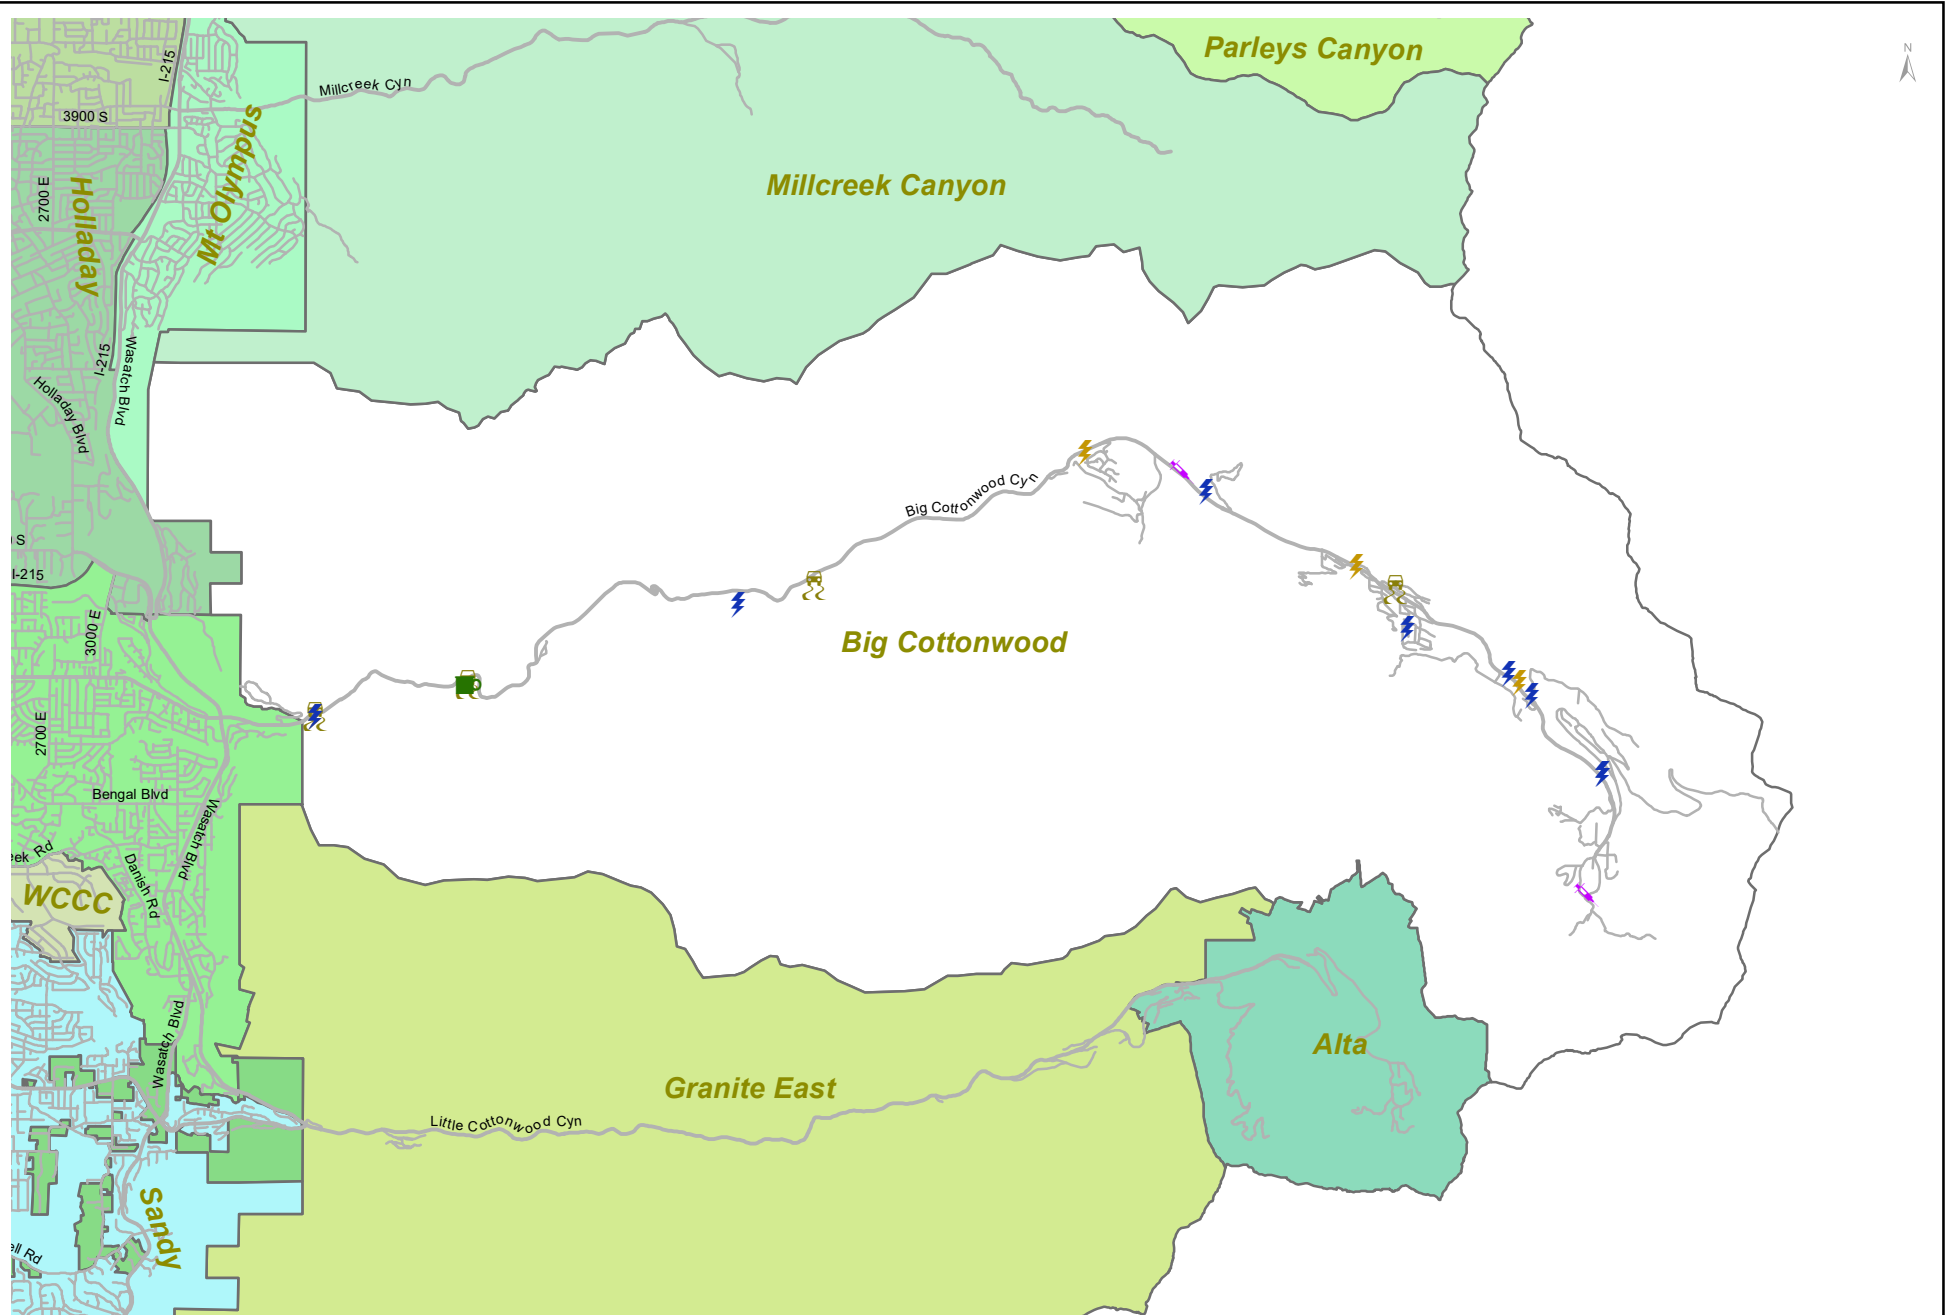 Parleys Canyon
N
I-215
Millcreek Cyn
3900 S
Mt Olympus
Holladay
2700 E
Millcreek Canyon
I-215
Wasatch Blvd
Holladay Blvd
Big Cottonwood Cyn
S
I-215
3000 E
Big Cottonwood
2700 E
Bengal Blvd
Wasatch Blvd
eek Rd
Danish Rd
WCCC
Wasatch Blvd
Alta
Granite East
Little Cottonwood Cyn
Sandy
ell Rd